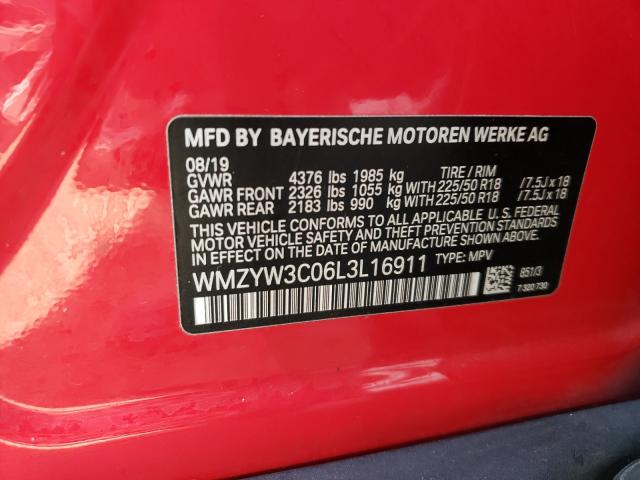 MFD BY BAYERISCHE MOTOREN WERKE AG
08/19 TIRE / RIM
GVWR 4376 lbs 1985 kg
GAWR FRONT 2326 lbs 1055 kg WITH 225/50 R18 /7.5J x 18
GAWR REAR 2183 lbs 990 kg WITH 225/50 R18 /7.5J x 18
THIS VEHICLE CONFORMS TO ALL APPLICABLE U. S. FEDERAL
MOTOR VEHICLE SAFETY AND THEFT PREVENTION STANDARDS
IN EFFECT ON THE DATE OF MANUFACTURE SHOWN
ABOVE.
WMZYW3C06L3L16911 TYPE: MPV
851/3
7 320 730